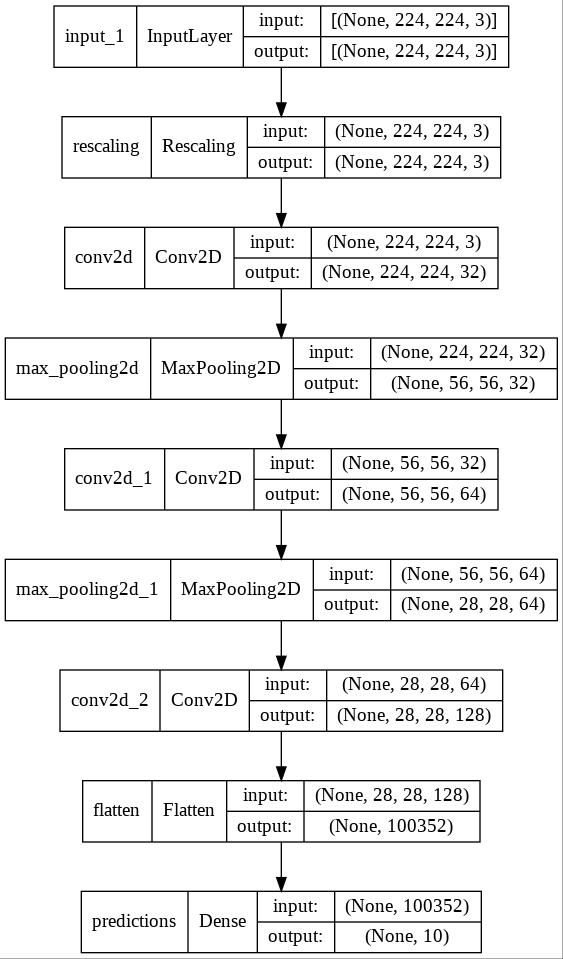 input_1 InputLayer input: [(None, 224, 224, 3)]
output: [(None, 224, 224, 3)]
rescaling Rescaling input: (None, 224, 224, 3)
output: (None, 224, 224, 3)
conv2d Conv2D input: (None, 224, 224, 3)
output: (None, 224, 224, 32)
max_pooling2d MaxPooling2D input: (None, 224, 224, 32)
output: (None, 56, 56, 32)
conv2d_1 Conv2D input: (None, 56, 56, 32)
output: (None, 56, 56, 64)
max_pooling2d_1 MaxPooling2D input: (None, 56, 56, 64)
output: (None, 28, 28, 64)
conv2d_2 Conv2D input: (None, 28, 28, 64)
output: (None, 28, 28, 128)
flatten Flatten input: (None, 28, 28, 128)
output: (None, 100352)
predictions Dense input: (None, 100352)
output: (None, 10)